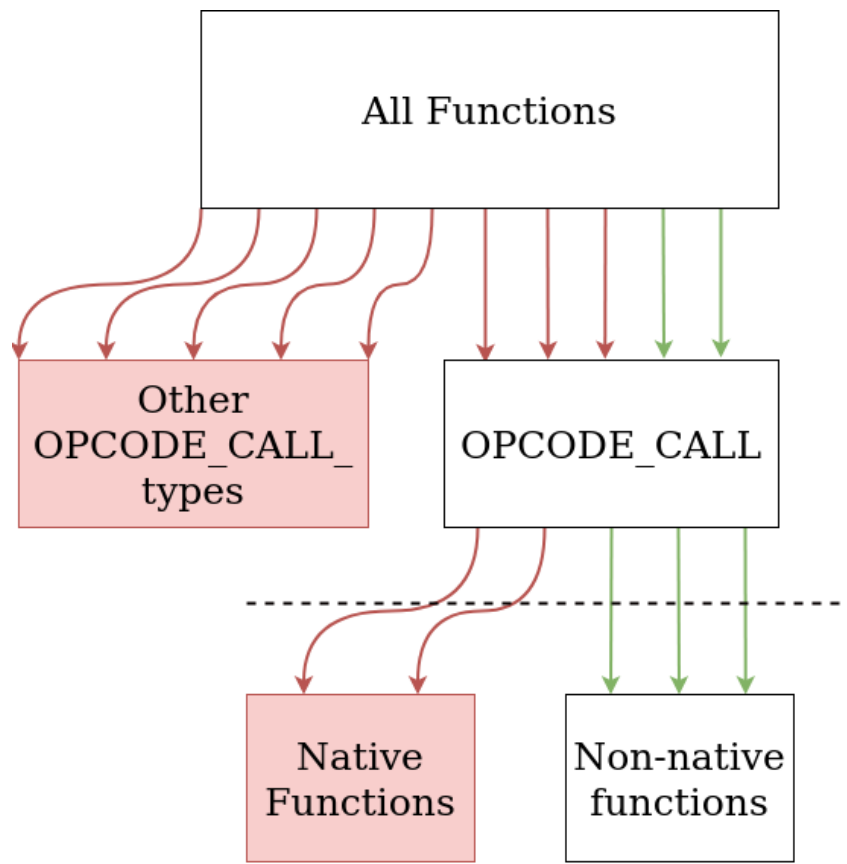 All Functions
Other
OPCODE_CALL_
types
OPCODE_CALL
Native
Functions
Non-native
functions